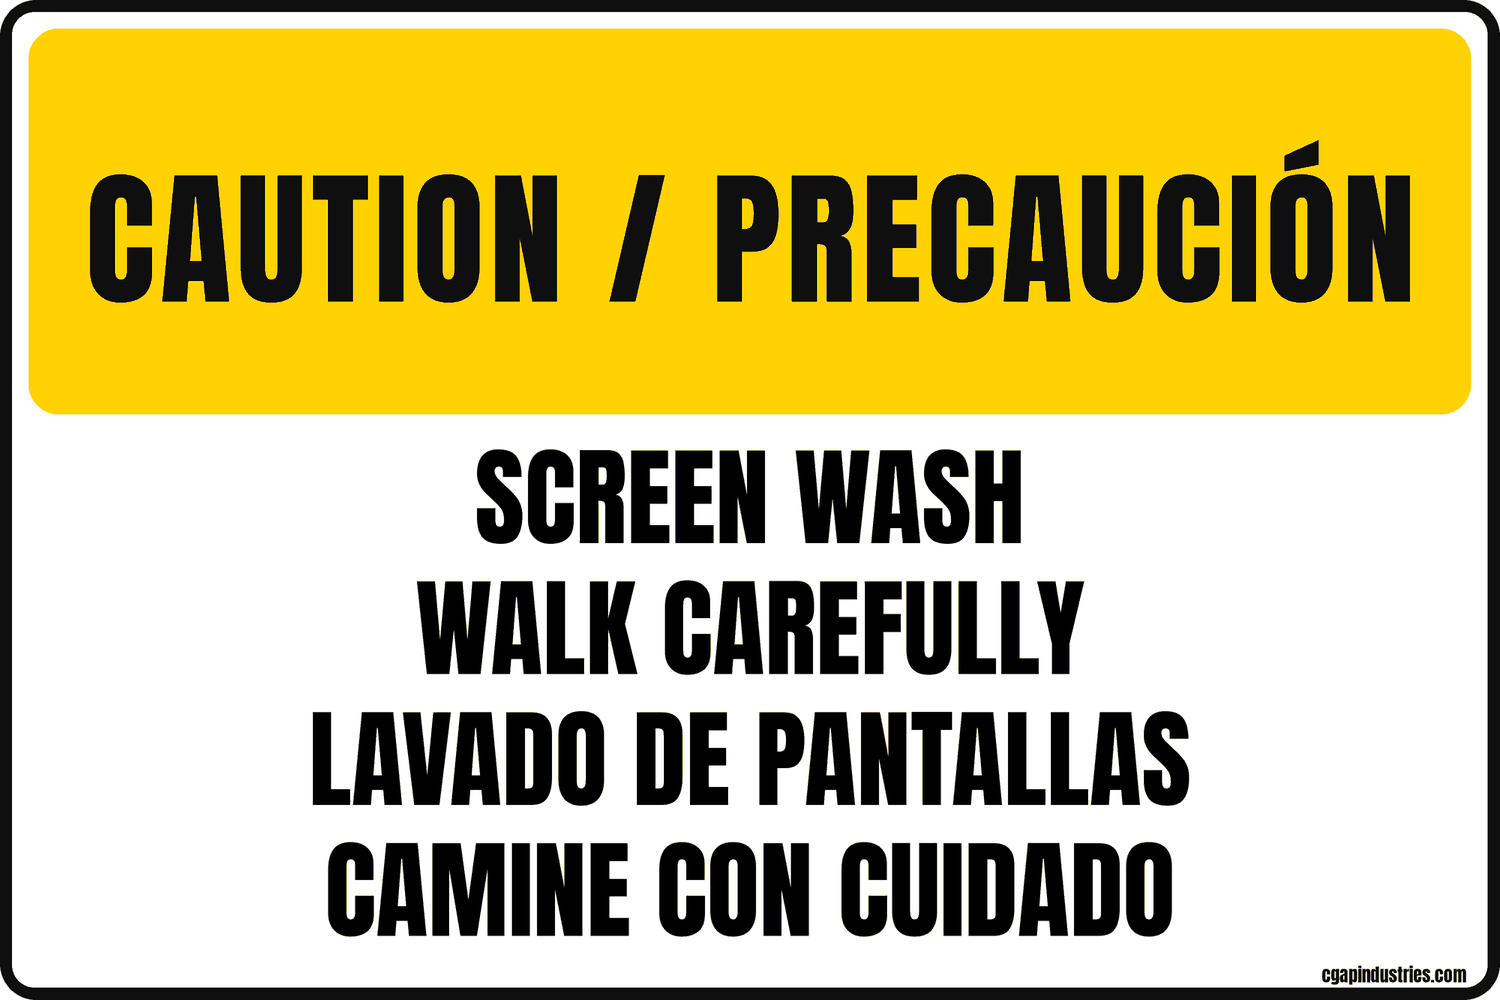 CAUTION / PRECAUCIÓN
SCREEN WASH
WALK CAREFULLY
LAVADO DE PANTALLAS
CAMINE CON CUIDADO
cgapindustries.com